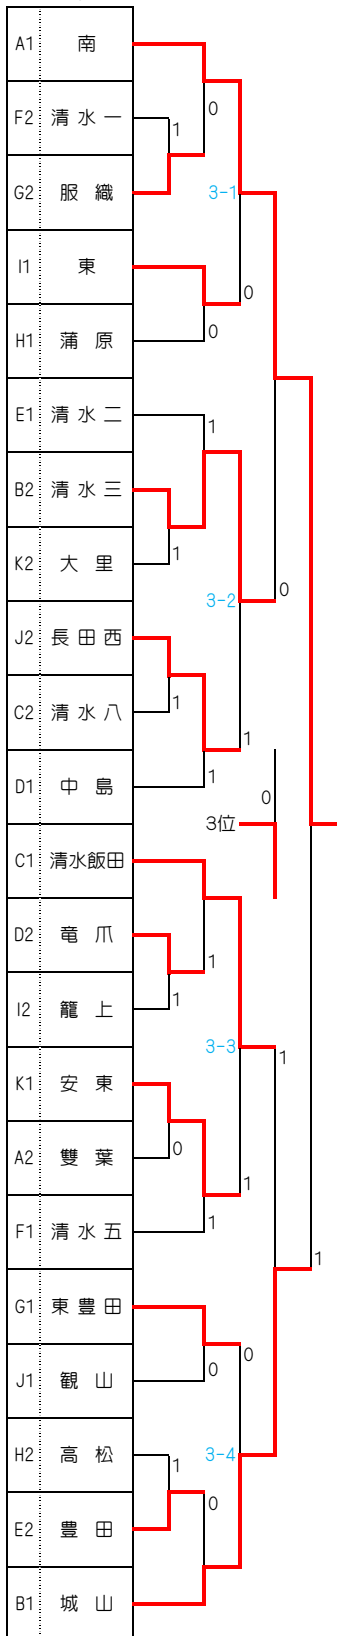 A1 南
0
F2 清水一
1
G2 服織
3-1
I1 東
0
0
H1 蒲原
E1 清水二
1
B2 清水三
K2 大里
1
3-2
0
J2 長田西
C2 清水八
1
1
D1 中島
1
0
3位
C1 清水飯田
D2 竜爪
1
I2 籠上
1
3-3
1
K1 安東
A2 雙葉
0
1
F1 清水五
1
1
G1 東豊田
0
J1 観山
0
H2 高松
1
3-4
E2 豊田
0
B1 城山